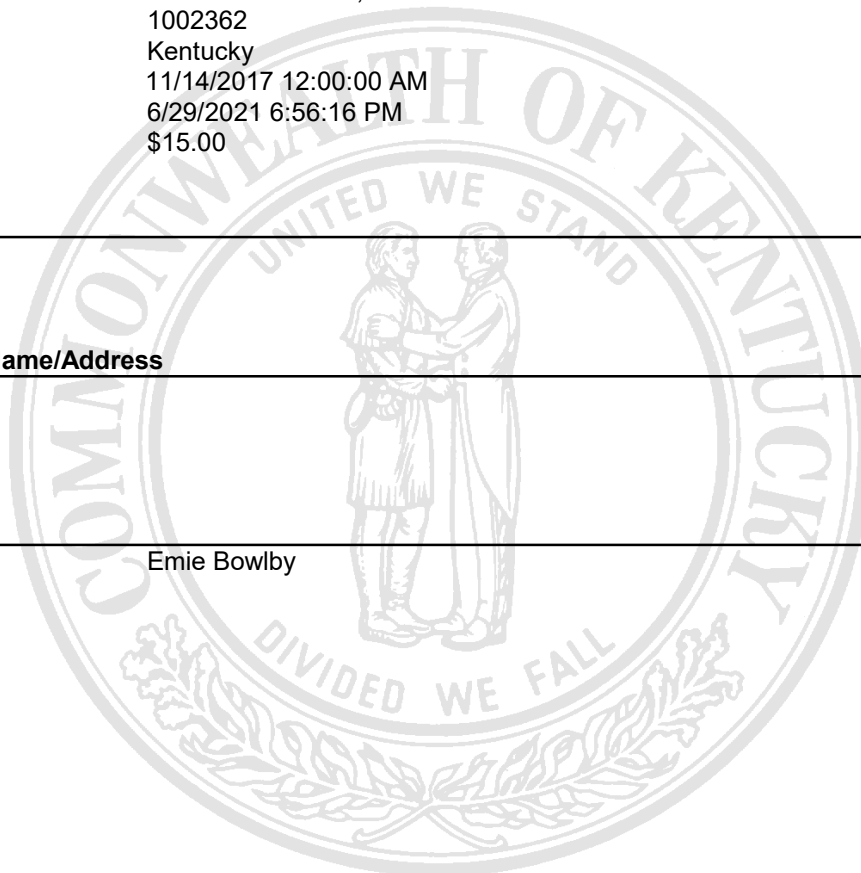 1002362
Kentucky
11/14/2017 12:00:00 AM
6/29/2021 6:56:16 PM
$15.00
COMMONWEALTH OF KENTUCKY
UNITED WE STAND
ame/Address
Emie Bowlby
DIVIDED WE FALL